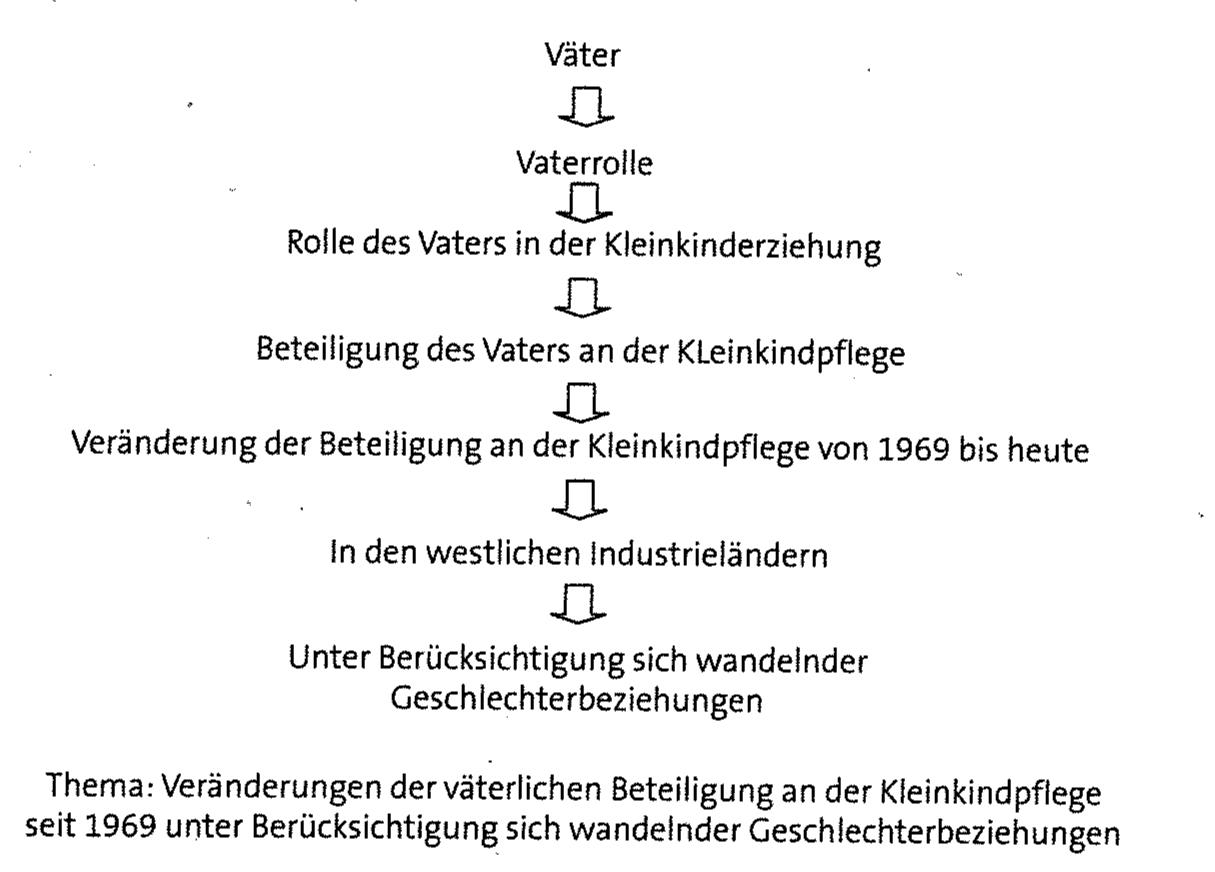 Väter
Vaterrolle
Rolle des Vaters in der Kleinkinderziehung
Beteiligung des Vaters an der KLeinkindpflege
Veränderung der Beteiligung an der Kleinkindpflege von 1969 bis heute
In den westlichen Industrieländern
Unter Berücksichtigung sich wandelnder
Geschlechterbeziehungen
Thema: Veränderungen der väterlichen Beteiligung an der Kleinkindpflege
seit 1969 unter Berücksichtigung sich wandelnder Geschlechterbeziehungen